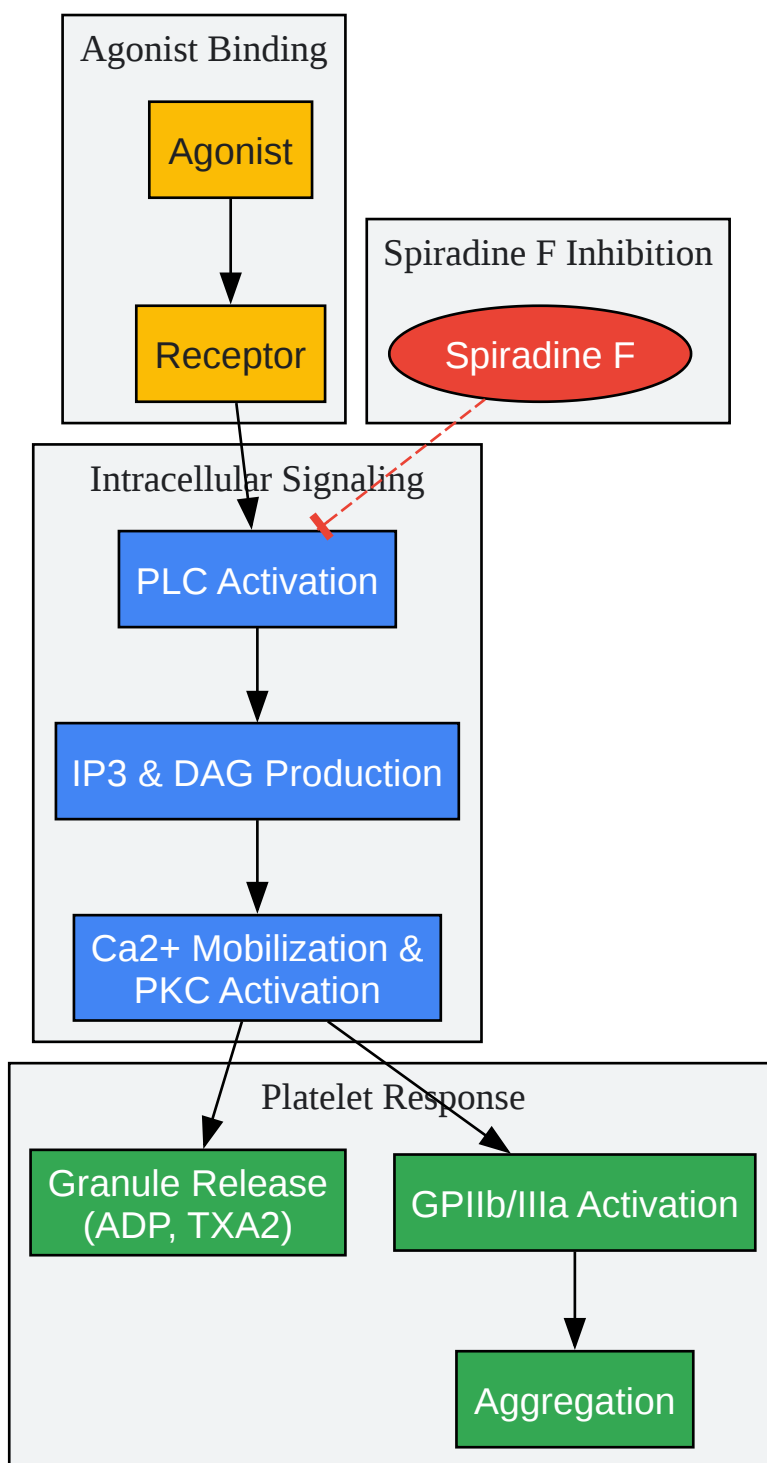 Agonist Binding
Agonist
Receptor
Spiradine F Inhibition
Spiradine F
Intracellular Signaling
PLC Activation
IP3 & DAG Production
Ca2+ Mobilization &
PKC Activation
Platelet Response
Granule Release
(ADP, TXA2)
GPIIb/IIIa Activation
Aggregation